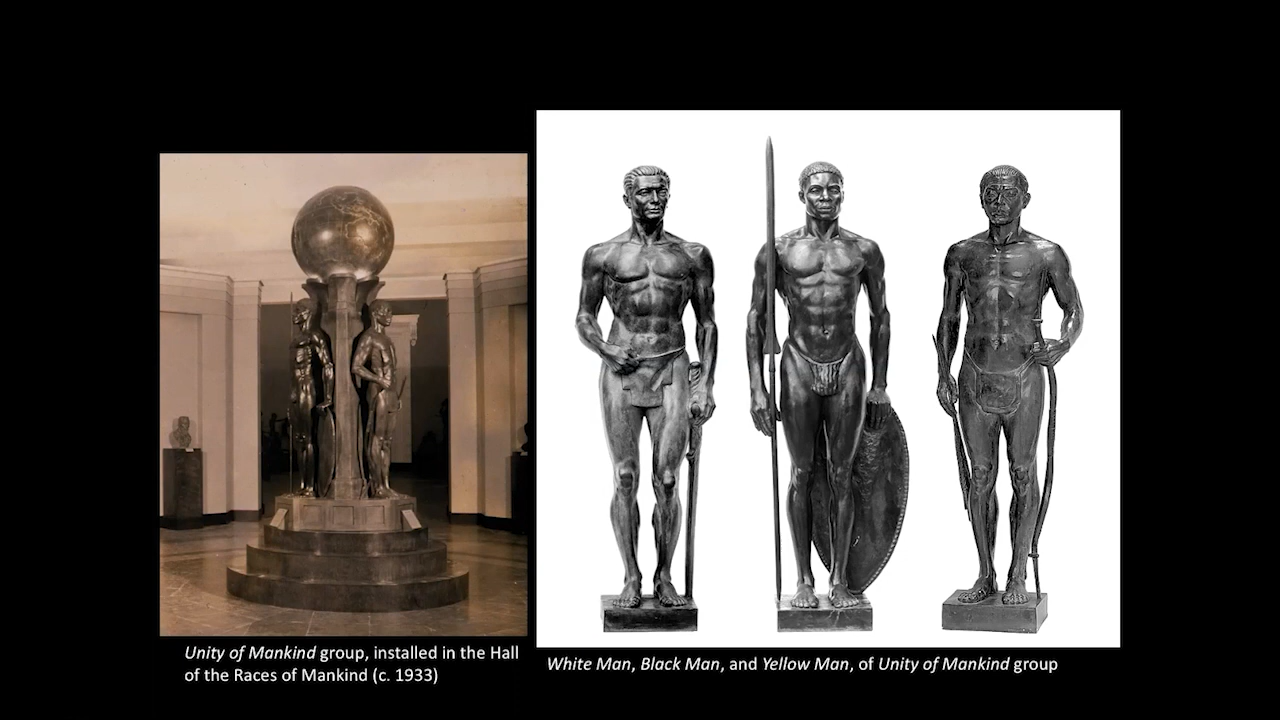 Unity of Mankind group, installed in the Hall
of the Races of Mankind (c. 1933)
White Man, Black Man, and Yellow Man, of Unity of Mankind group